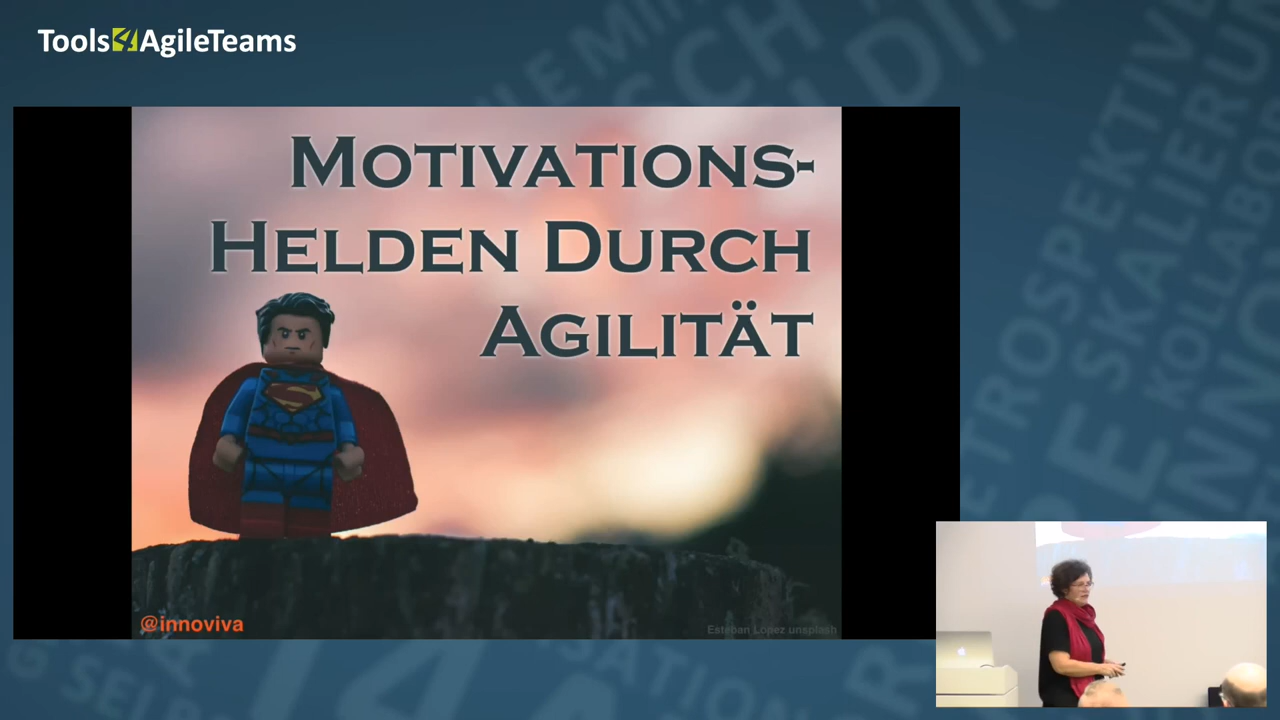 Tools4AgileTeams
MOTIVATIONS-
HELDEN DURCH
AGILITÄT
@innoviva
Esteban Lopez unsplash